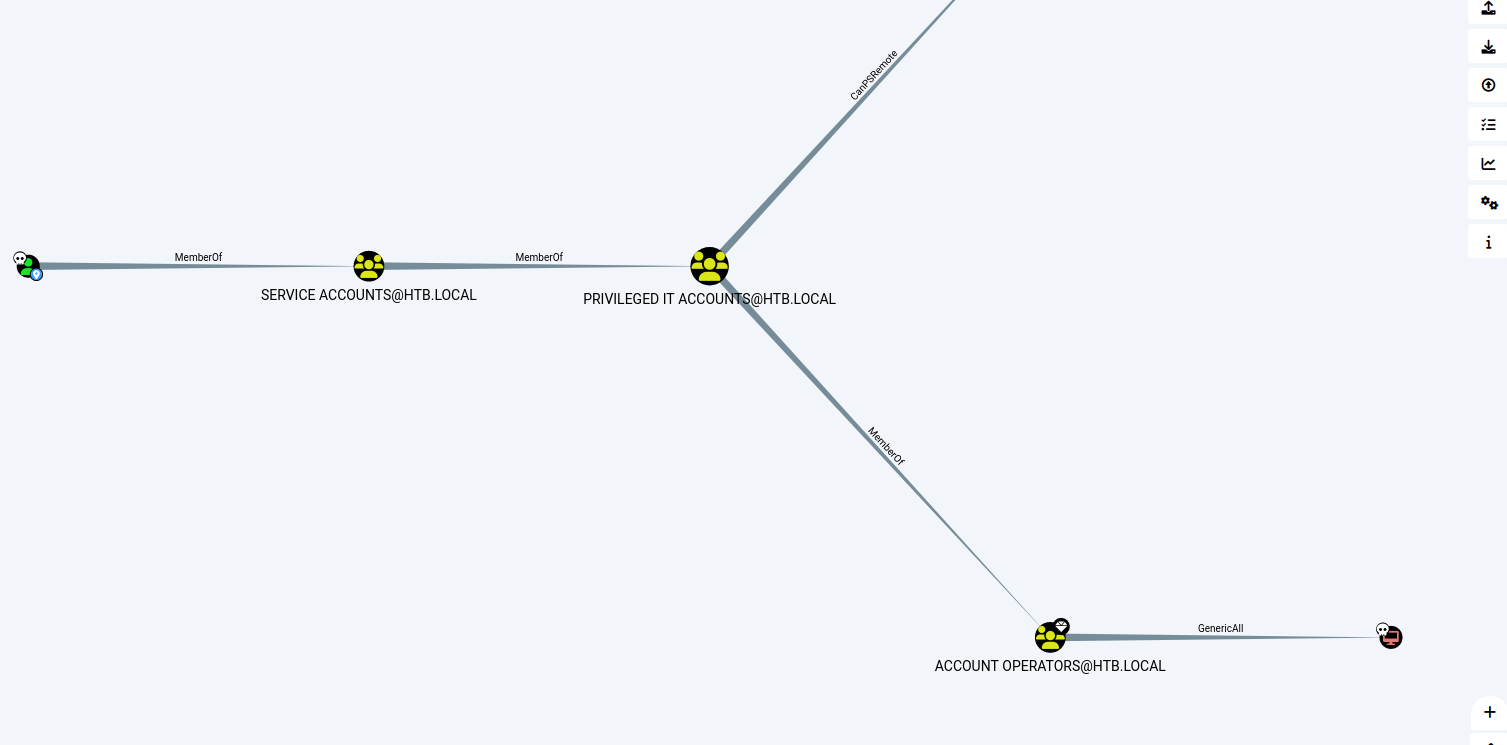 CanPSRemote
MemberOf
MemberOf
SERVICE ACCOUNTS@HTB.LOCAL
PRIVILEGED IT ACCOUNTS@HTB.LOCAL
MemberOf
GenericAll
ACCOUNT OPERATORS@HTB.LOCAL